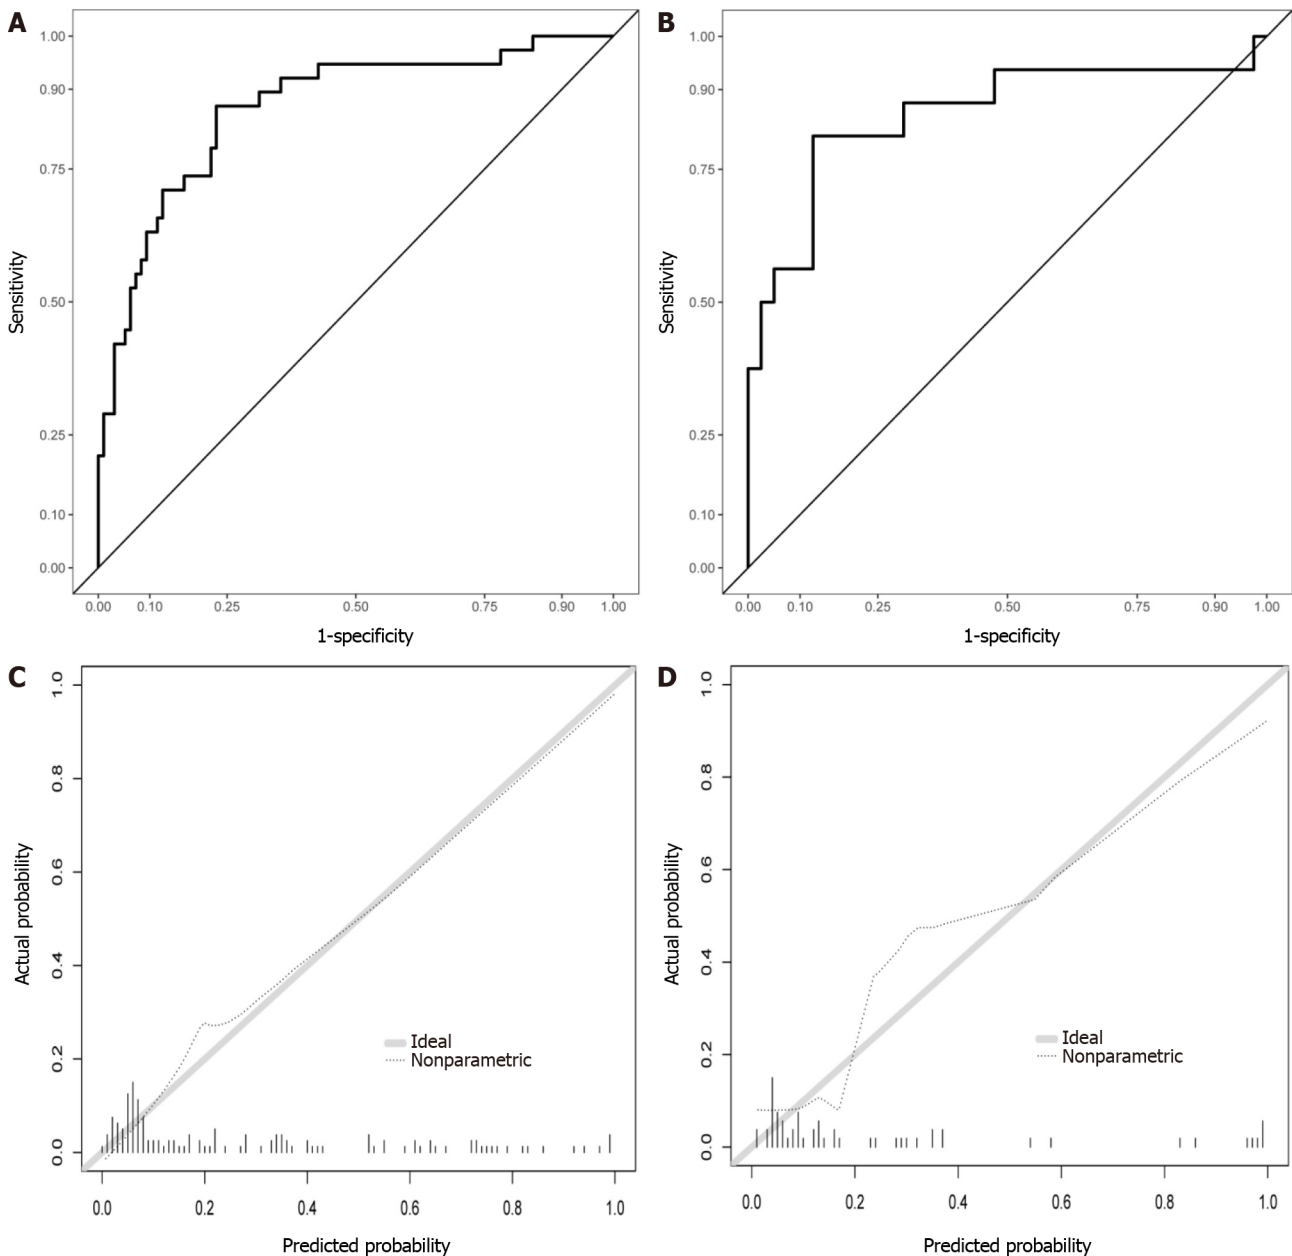 A
1.00
0.90
0.75
0.50
0.25
0.10
0.00
Sensitivity
0.00 0.10 0.25 0.50 0.75 0.90 1.00
1-specificity
B
1.00
0.90
0.75
0.50
0.25
0.10
0.00
Sensitivity
0.00 0.10 0.25 0.50 0.75 0.90 1.00
1-specificity
C
1.0
0.8
0.6
0.4
0.2
0.0
Actual probability
Ideal
Nonparametric
0.0 0.2 0.4 0.6 0.8 1.0
Predicted probability
D
1.0
0.8
0.6
0.4
0.2
0.0
Actual probability
Ideal
Nonparametric
0.0 0.2 0.4 0.6 0.8 1.0
Predicted probability